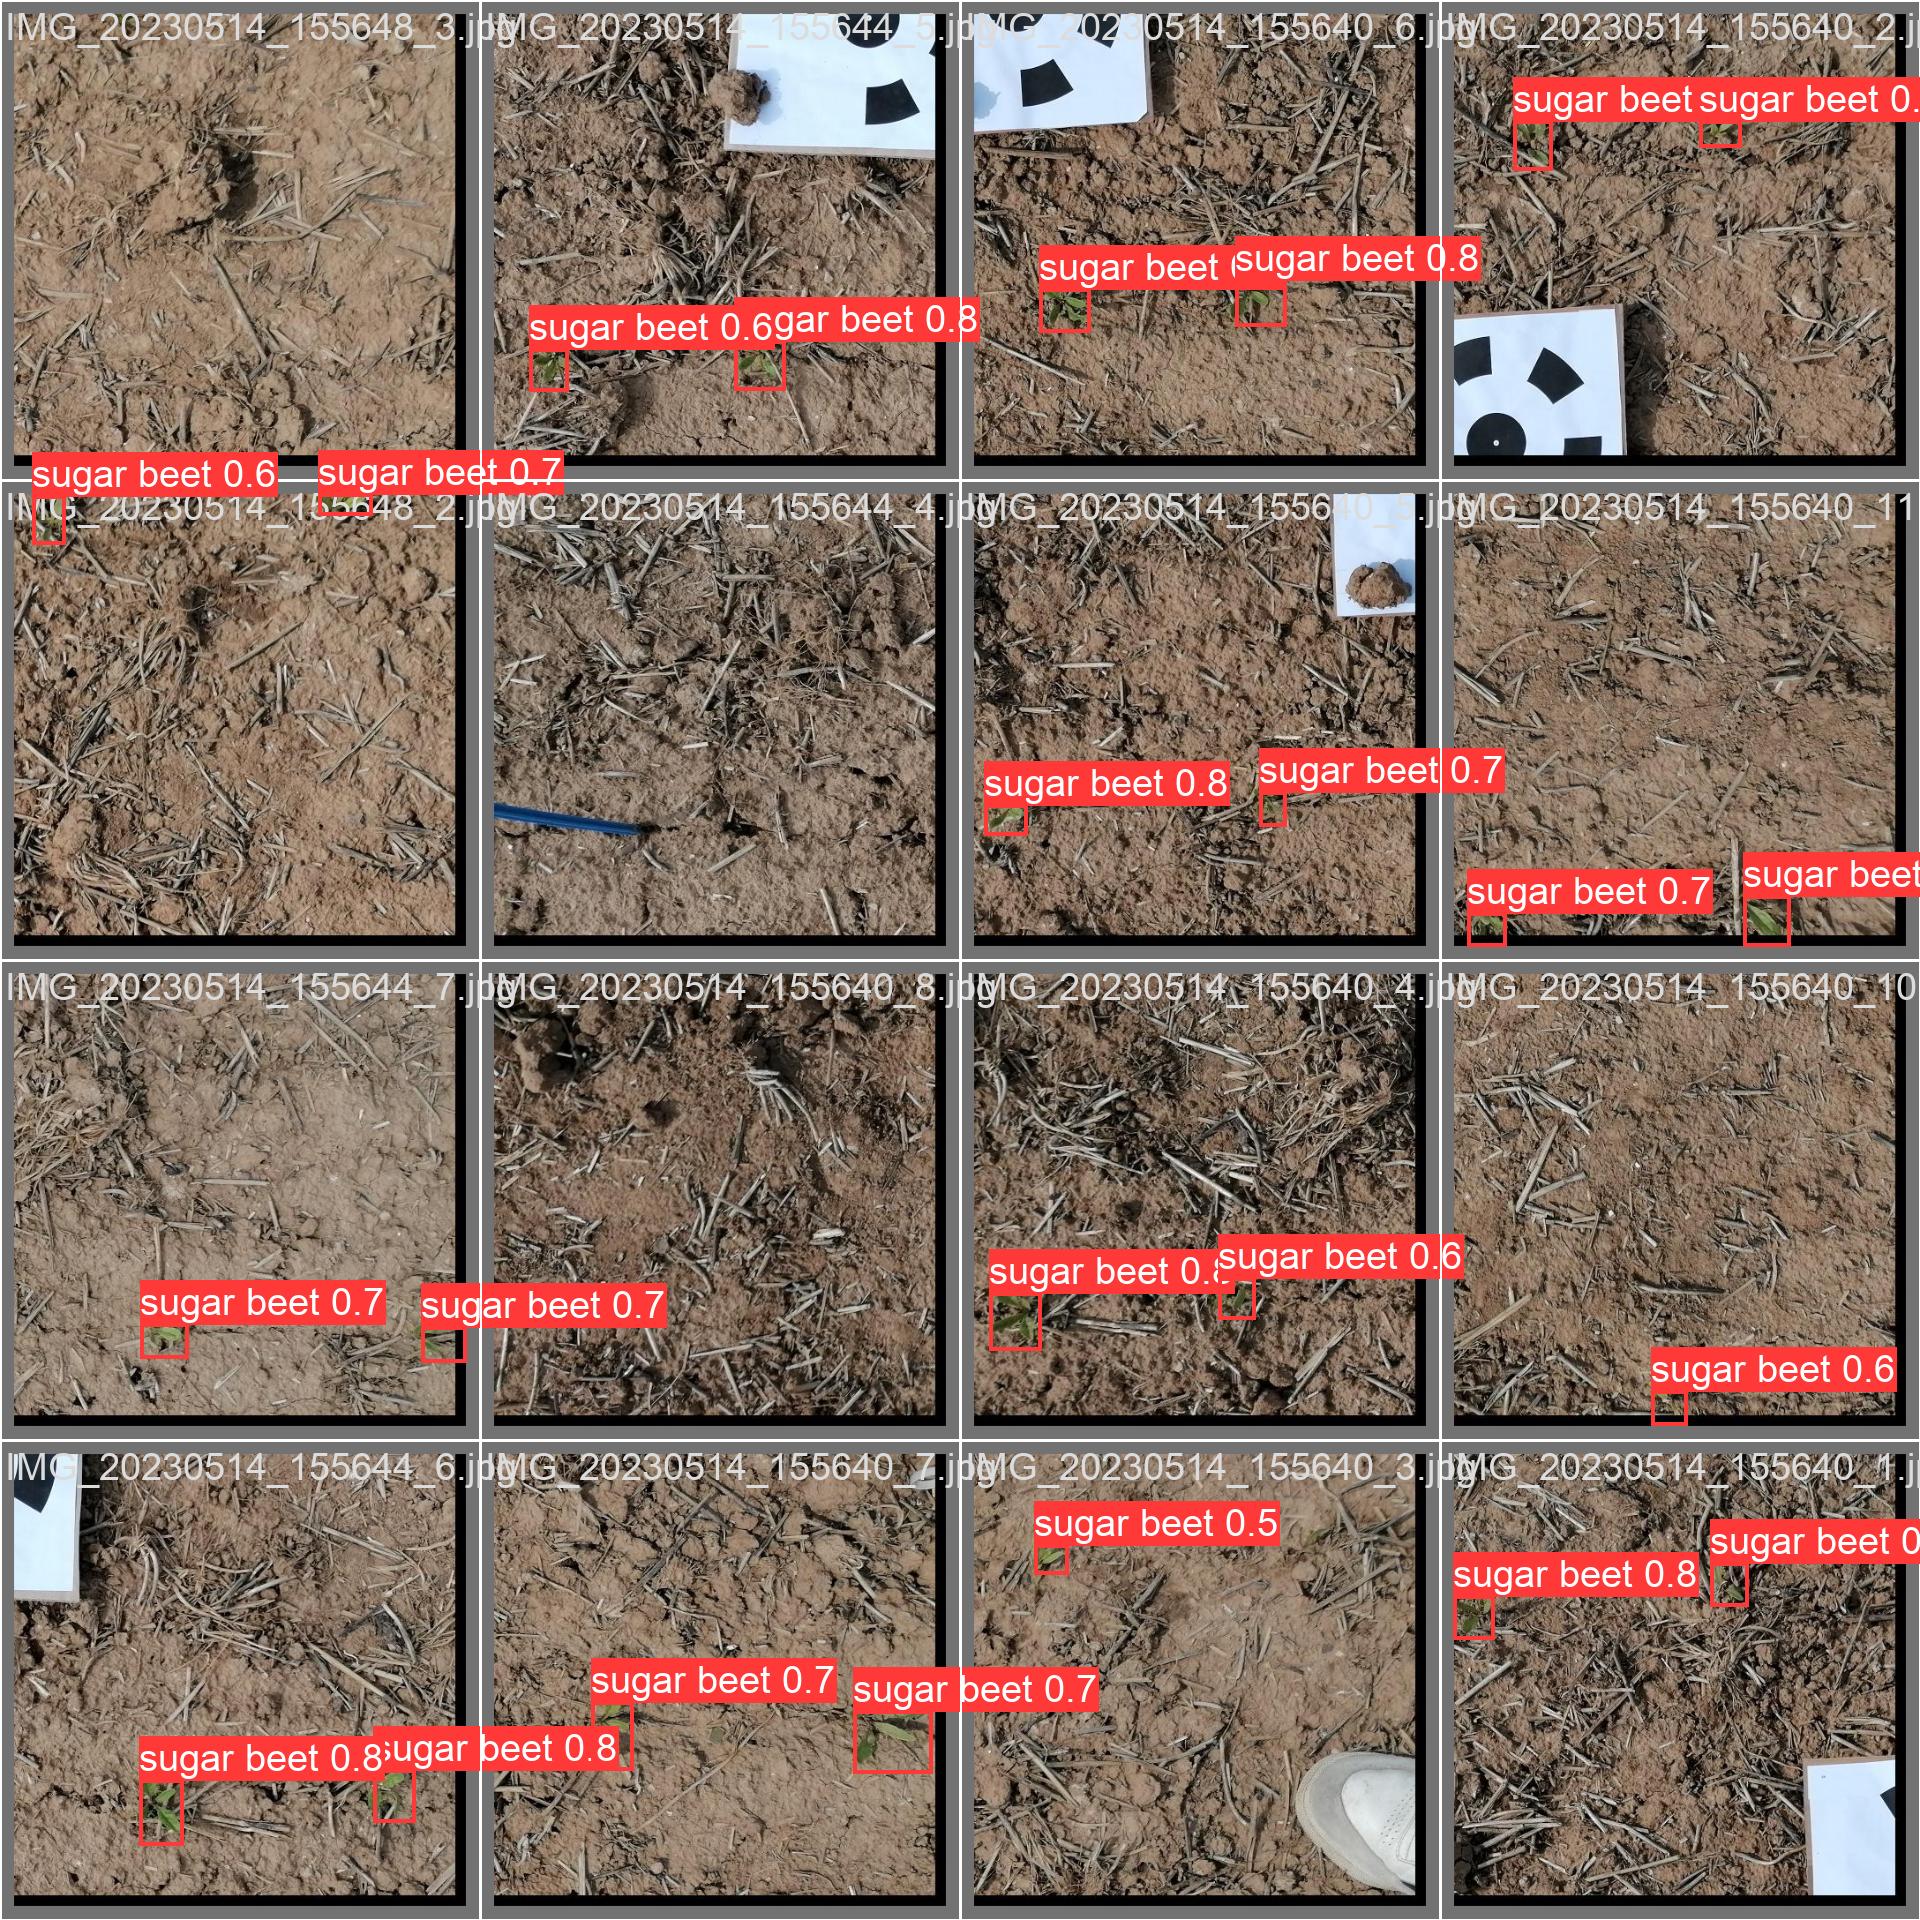 IMG_20230514_155648_3.jpg
IMG_20230514_155644_5.jpg
IMG_20230514_155640_6.jpg
IMG_20230514_155640_2.j
sugar beet
sugar beet 0.
sugar beet
sugar beet 0.8
sugar beet 0.6
gar beet 0.8
sugar beet 0.6
sugar beet 0.7
IMG_20230514_155648_2.jpg
IMG_20230514_155644_4.jpg
IMG_20230514_155640_5.jpg
IMG_20230514_155640_11
sugar beet 0.8
sugar beet 0.7
sugar beet 0.7
sugar beet
IMG_20230514_155644_7.jpg
IMG_20230514_155640_8.jpg
IMG_20230514_155640_4.jpg
IMG_20230514_155640_10
sugar beet 0.7
sugar beet 0.7
sugar beet 0.8
sugar beet 0.6
sugar beet 0.6
IMG_20230514_155644_6.jpg
IMG_20230514_155640_7.jpg
IMG_20230514_155640_3.jpg
IMG_20230514_155640_1.j
sugar beet 0.8
sugar beet 0.8
sugar beet 0.7
sugar beet 0.7
sugar beet 0.5
sugar beet 0.8
sugar beet 0